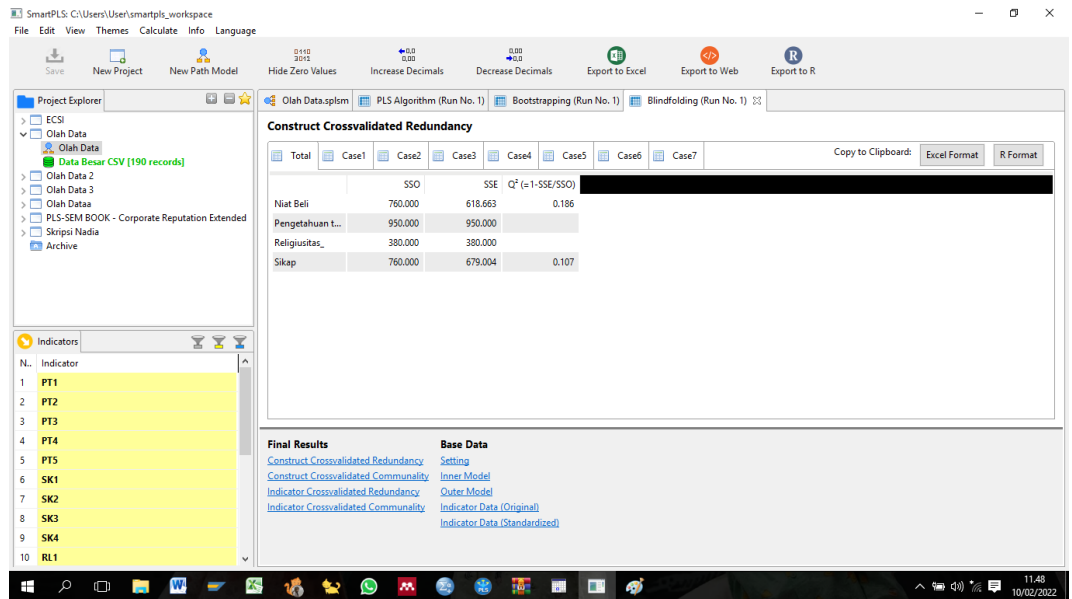 SmartPLS: C:\Users\User\smartpls_workspace
File Edit View Themes Calculate Info Language
Save New Project New Path Model Hide Zero Values Increase Decimals Decrease Decimals Export to Excel Export to Web Export to R
Project Explorer
ECSI
Olah Data
Olah Data
Data Besar CSV [190 records]
Olah Data 2
Olah Data 3
Olah Dataa
PLS-SEM BOOK - Corporate Reputation Extended
Skripsi Nadia
Archive
Indicators
N.. Indicator
1 PT1
2 PT2
3 PT3
4 PT4
5 PT5
6 SK1
7 SK2
8 SK3
9 SK4
10 RL1
Olah Data.splsm PLS Algorithm (Run No. 1) Bootstrapping (Run No. 1) Blindfolding (Run No. 1)
Construct Crossvalidated Redundancy
Total Case1 Case2 Case3 Case4 Case5 Case6 Case7 Copy to Clipboard: Excel Format R Format
SSO SSE Q² (=1-SSE/SSO)
Niat Beli 760.000 618.663 0.186
Pengetahuan t... 950.000 950.000
Religiusitas_ 380.000 380.000
Sikap 760.000 679.004 0.107
Final Results Base Data
Construct Crossvalidated Redundancy Setting
Construct Crossvalidated Communality Inner Model
Indicator Crossvalidated Redundancy Outer Model
Indicator Crossvalidated Communality Indicator Data (Original)
Indicator Data (Standardized)
11.48
10/02/2022